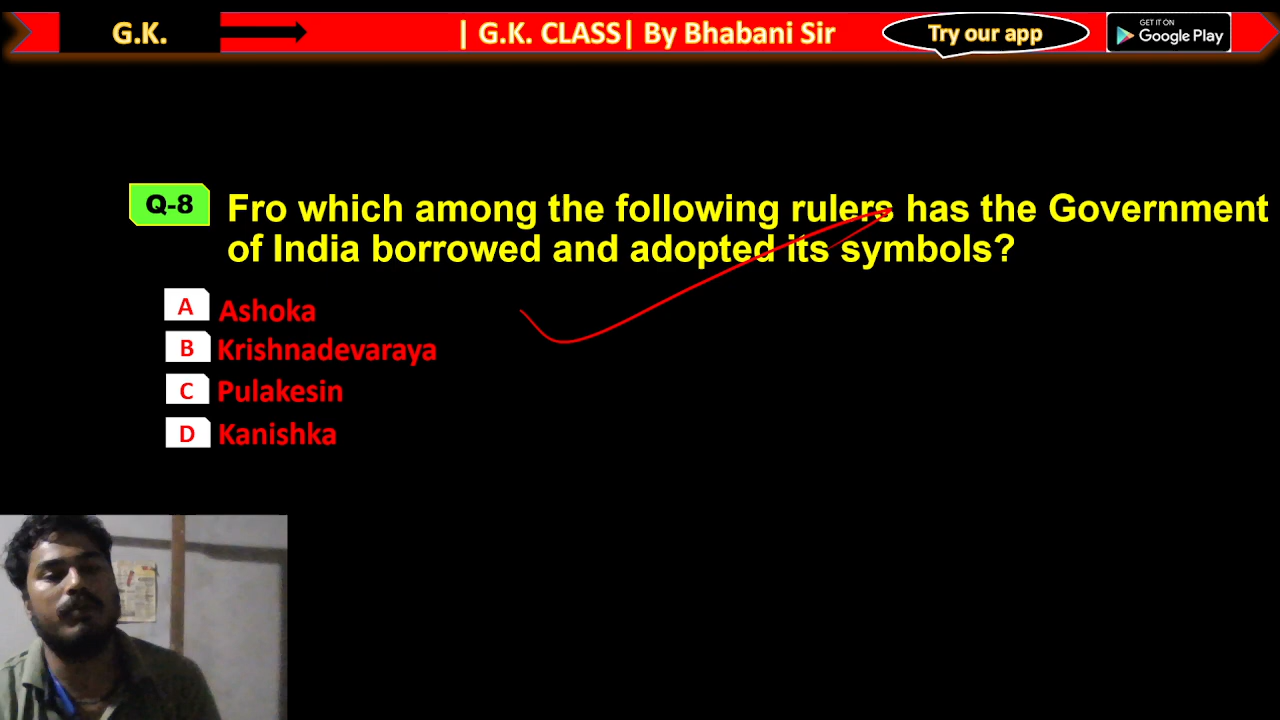 G.K.
| G.K. CLASS| By Bhabani Sir
Try our app
GET IT ON
Google Play
Q-8 Fro which among the following rulers has the Government
of India borrowed and adopted its symbols?
A Ashoka
B Krishnadevaraya
C Pulakesin
D Kanishka